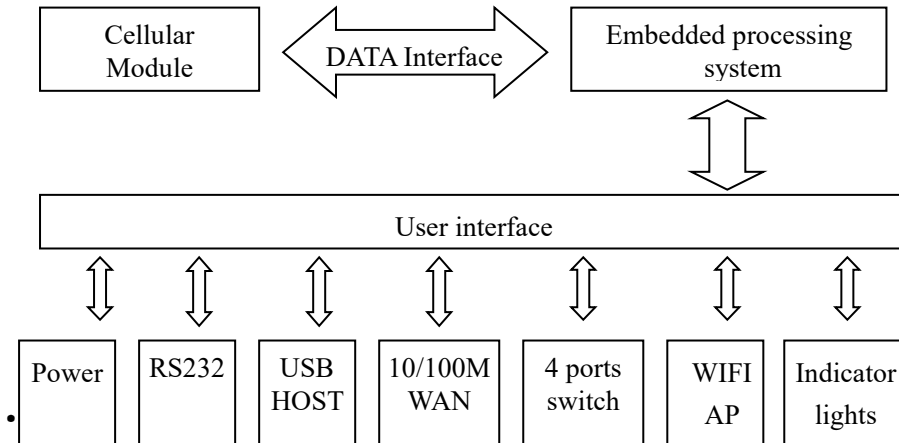 Cellular
Module
DATA Interface
Embedded processing
system
User interface
Power
RS232
USB
HOST
10/100M
WAN
4 ports
switch
WIFI
AP
Indicator
lights